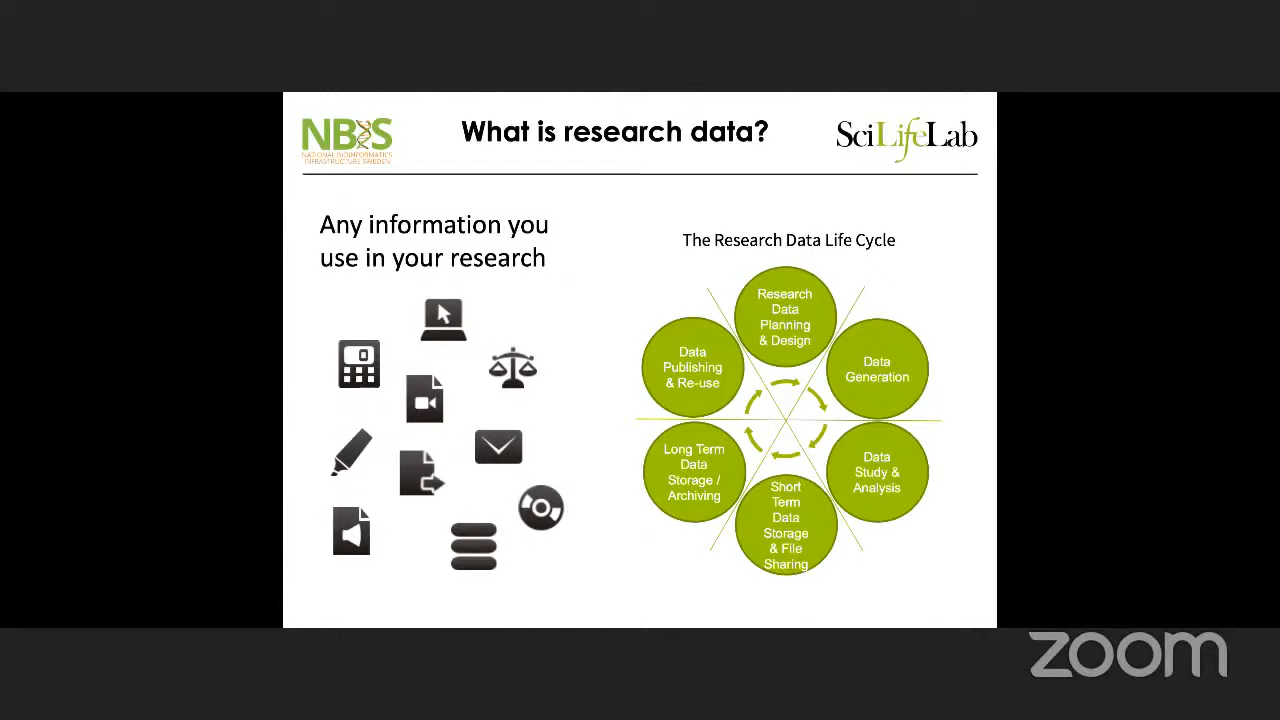 NBIS
NATIONAL BIOINFORMATICS
INFRASTRUCTURE SWEDEN
What is research data?
SciLifeLab
Any information you
use in your research
The Research Data Life Cycle
Research
Data
Planning
& Design
Data
Generation
Data
Study &
Analysis
Short
Term
Data
Storage
& File
Sharing
Long Term
Data
Storage /
Archiving
Data
Publishing
& Re-use
0
zoom